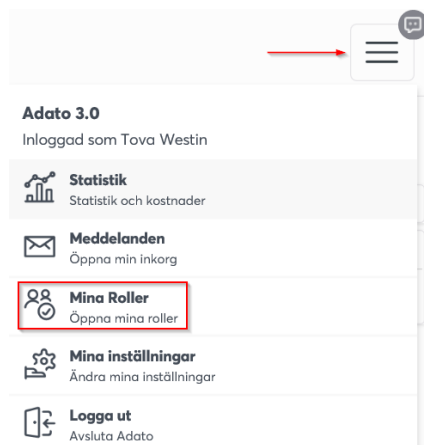 Adato 3.0
Inloggad som Tova Westin
Statistik
Statistik och kostnader
Meddelanden
Öppna min inkorg
Mina Roller
Öppna mina roller
Mina inställningar
Ändra mina inställningar
Logga ut
Avsluta Adato